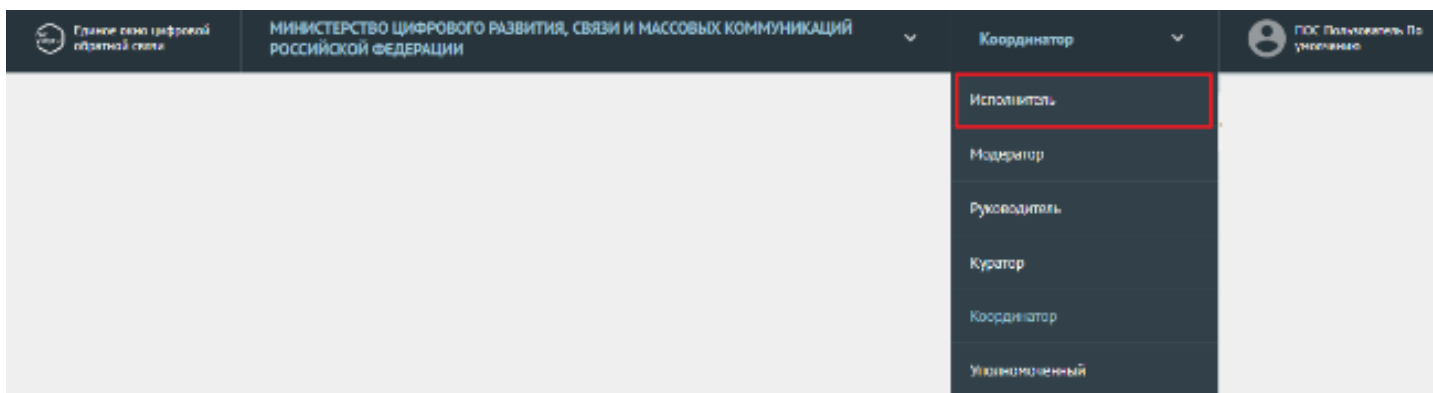 Единое окно цифровой
обратной связи
МИНИСТЕРСТВО ЦИФРОВОГО РАЗВИТИЯ, СВЯЗИ И МАССОВЫХ КОММУНИКАЦИЙ
РОССИЙСКОЙ ФЕДЕРАЦИИ
Координатор
ПОС Пользователь По
умолчанию
Исполнитель
Модератор
Руководитель
Куратор
Координатор
Уполномоченный